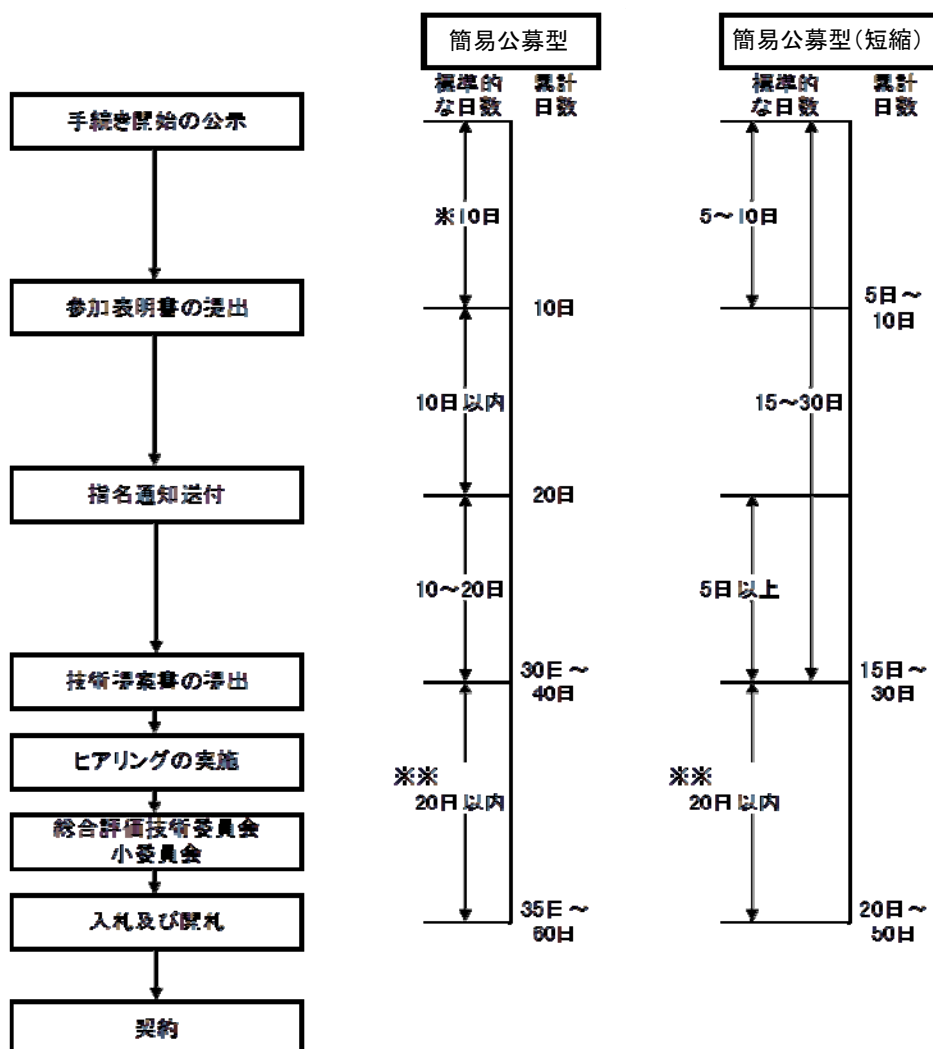 簡易公募型
簡易公募型(短縮)
標準的
な日数
累計
日数
標準的
な日数
累計
日数
手続き開始の公示
※10日
5～10日
参加表明書の提出
10日
5日～
10日
10日以内
15～30日
指名通知送付
20日
10～20日
5日以上
技術提案書の提出
30日～
40日
15日～
30日
ヒアリングの実施
※※
20日以内
※※
20日以内
総合評価技術委員会
小委員会
入札及び開札
35日～
60日
20日～
50日
契約